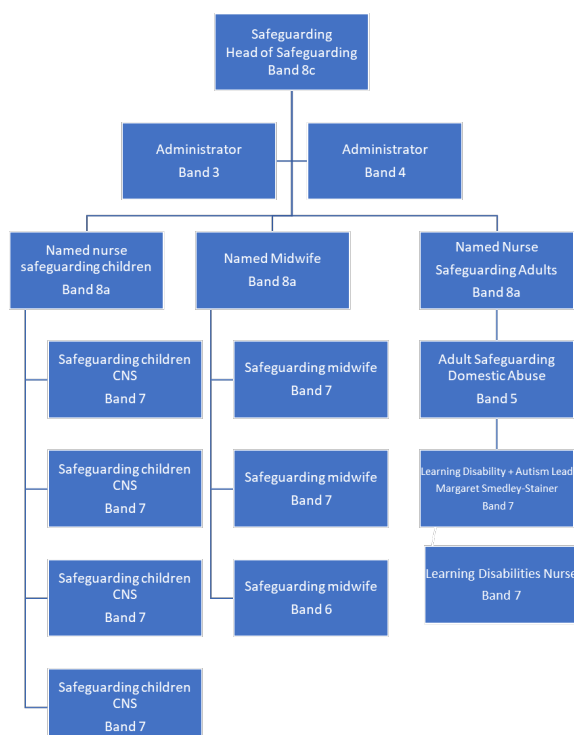 Safeguarding
Head of Safeguarding
Band 8c
Administrator
Band 3
Administrator
Band 4
Named nurse
safeguarding children
Band 8a
Named Midwife
Band 8a
Named Nurse
Safeguarding Adults
Band 8a
Safeguarding children
CNS
Band 7
Safeguarding midwife
Band 7
Adult Safeguarding
Domestic Abuse
Band 5
Safeguarding children
CNS
Band 7
Safeguarding midwife
Band 7
Learning Disability + Autism Lead
Margaret Smedley-Stainer
Band 7
Safeguarding children
CNS
Band 7
Safeguarding midwife
Band 6
Learning Disabilities Nurse
Band 7
Safeguarding children
CNS
Band 7